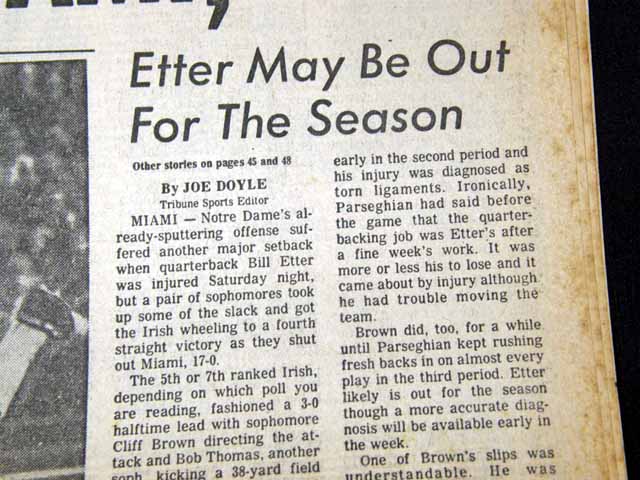 Etter May Be Out
For The Season
Other stories on pages 45 and 48
By JOE DOYLE
Tribune Sports Editor
MIAMI — Notre Dame's al-
ready-sputtering offense suf-
fered another major setback
when quarterback Bill Etter
was injured Saturday night,
but a pair of sophomores took
up some of the slack and got
the Irish wheeling to a fourth
straight victory as they shut
out Miami, 17-0.
The 5th or 7th ranked Irish,
depending on which poll you
are reading, fashioned a 3-0
halftime lead with sophomore
Cliff Brown directing the at-
tack and Bob Thomas, another
soph, kicking a 38-yard field
early in the second period and
his injury was diagnosed as
torn ligaments. Ironically,
Parseghian had said before
the game that the quarter-
backing job was Etter's after
a fine week's work. It was
more or less his to lose and it
came about by injury although
he had trouble moving the
team.
Brown did, too, for a while
until Parseghian kept rushing
fresh backs in on almost every
play in the third period. Etter
likely is out for the season
though a more accurate diag-
nosis will be available early in
the week.
One of Brown's slips was
understandable. He was